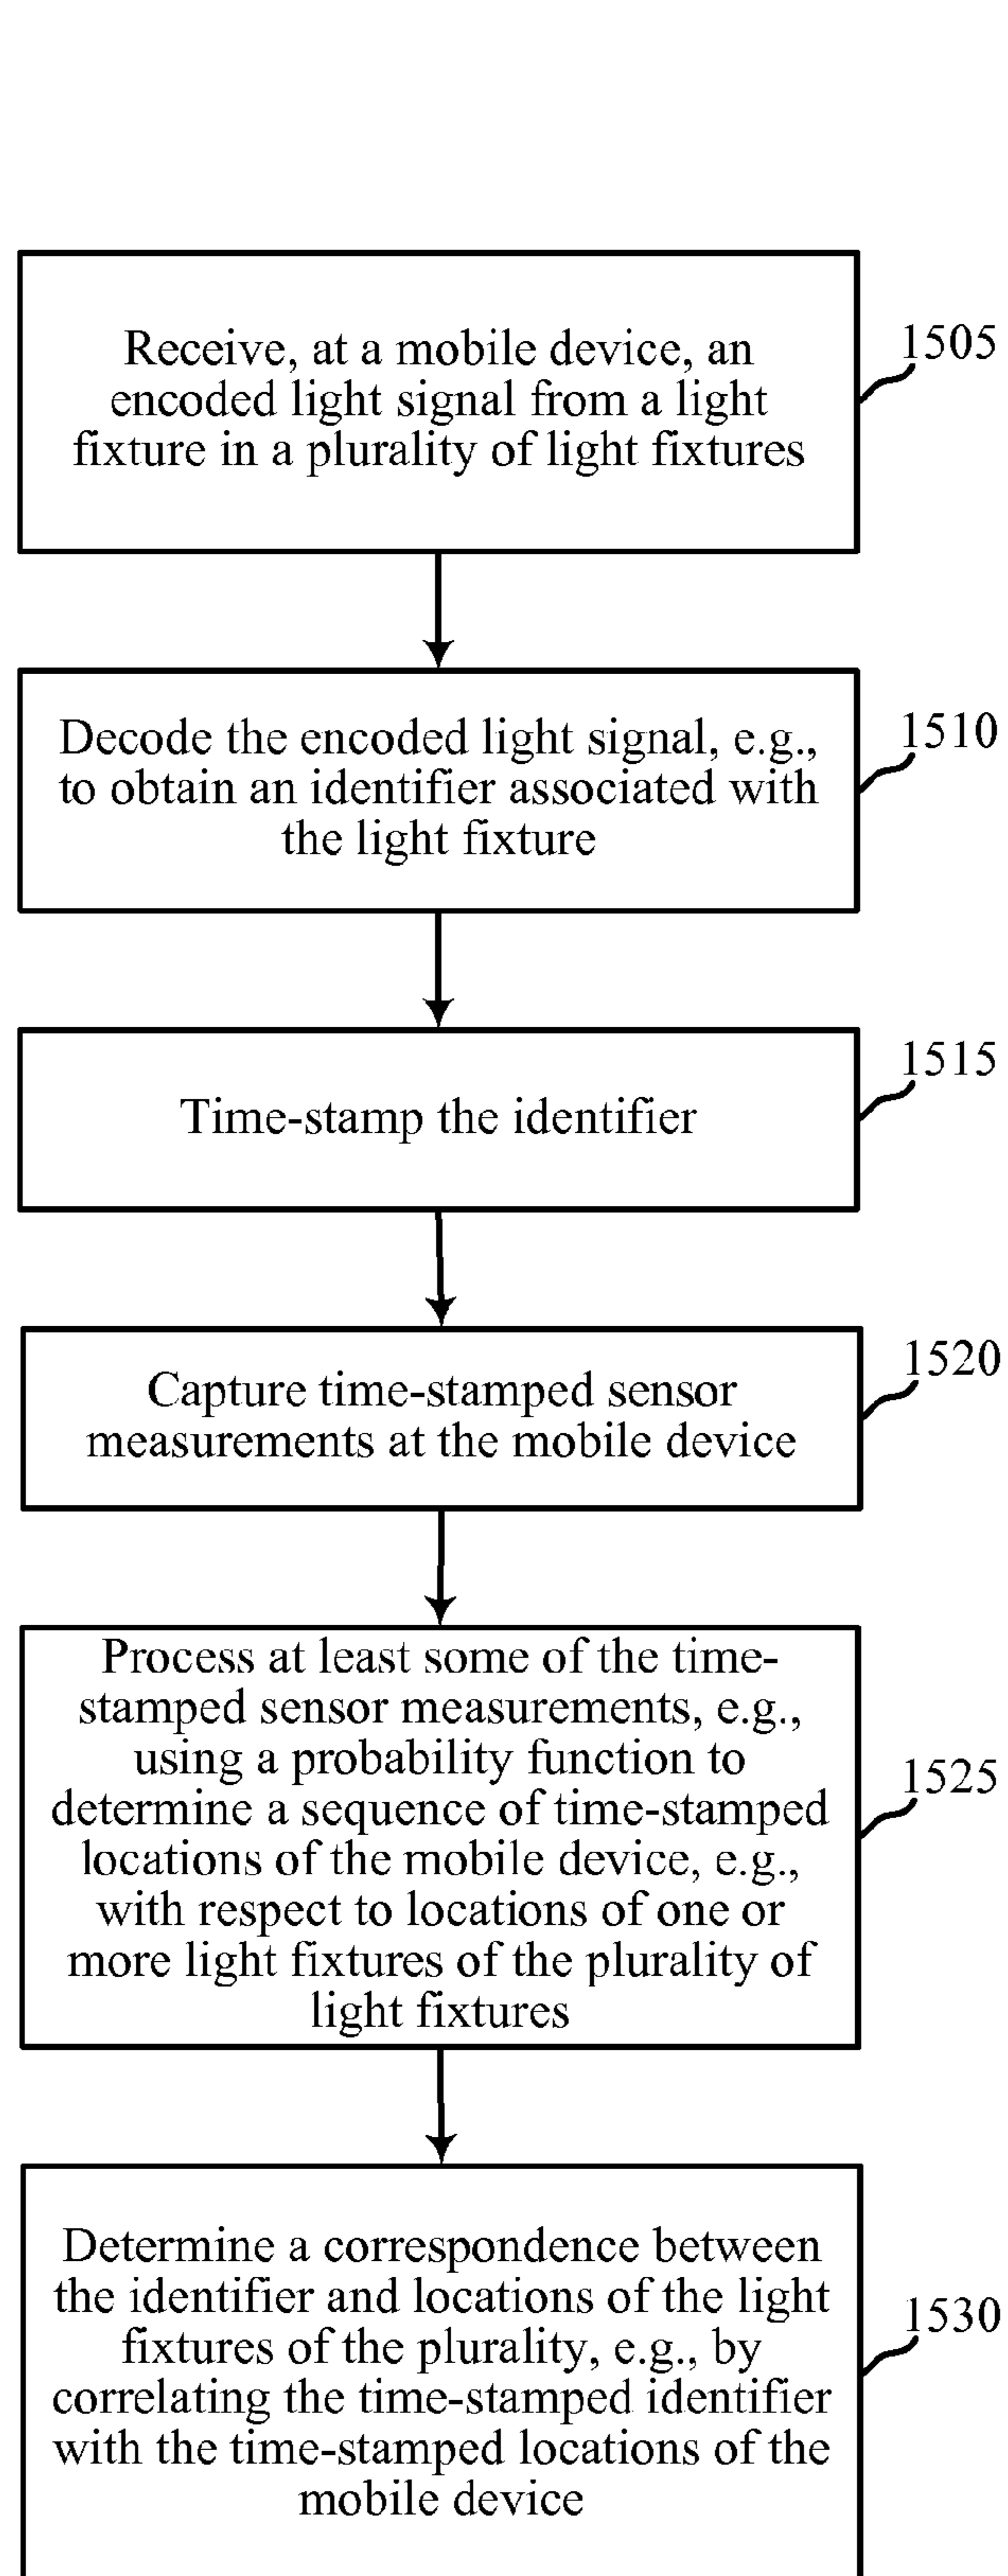 Receive, at a mobile device, an
encoded light signal from a light
fixture in a plurality of light fixtures
1505
Decode the encoded light signal, e.g.,
to obtain an identifier associated with
the light fixture
1510
Time-stamp the identifier
1515
Capture time-stamped sensor
measurements at the mobile device
1520
Process at least some of the time-
stamped sensor measurements, e.g.,
using a probability function to
determine a sequence of time-stamped
locations of the mobile device, e.g.,
with respect to locations of one or
more light fixtures of the plurality of
light fixtures
1525
Determine a correspondence between
the identifier and locations of the light
fixtures of the plurality, e.g., by
correlating the time-stamped identifier
with the time-stamped locations of the
mobile device
1530